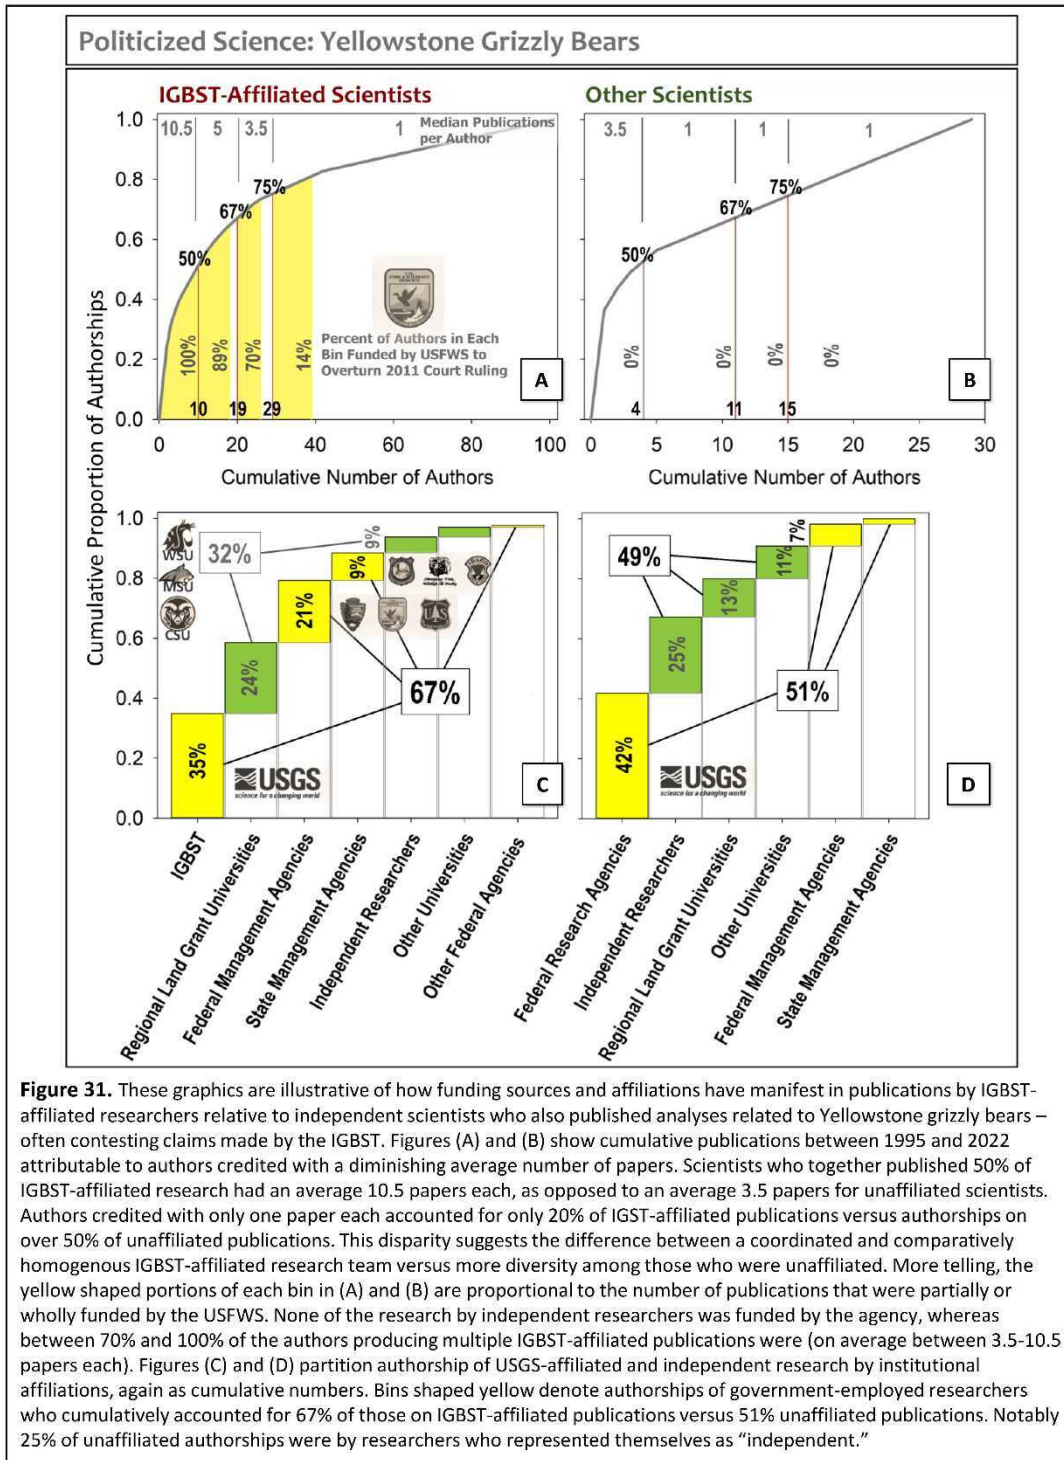 Politicized Science: Yellowstone Grizzly Bears
IGBST-Affiliated Scientists
Other Scientists
Cumulative Proportion of Authorships
1.0
0.8
0.6
0.4
0.2
0.0
10.5
5
3.5
1
Median Publications
per Author
50%
67%
75%
100%
89%
70%
14%
Percent of Authors in Each
Bin Funded by USFWS to
Overturn 2011 Court Ruling
A
10
19
29
0
20
40
60
80
100
Cumulative Number of Authors
3.5
1
1
1
50%
67%
75%
0%
0%
0%
0%
B
4
11
15
0
5
10
15
20
25
30
Cumulative Number of Authors
1.0
0.8
0.6
0.4
0.2
0.0
WSU
MSU
CSU
32%
35%
24%
21%
9%
9%
67%
US
USGS
science for a changing world
C
IGBST
Regional Land Grant Universities
Federal Management Agencies
State Management Agencies
Independent Researchers
Other Universities
Other Federal Agencies
49%
42%
25%
13%
11%
7%
51%
USGS
science for a changing world
D
Federal Research Agencies
Independent Researchers
Regional Land Grant Universities
Other Universities
Federal Management Agencies
State Management Agencies
Figure 31. These graphics are illustrative of how funding sources and affiliations have manifest in publications by IGBST-
affiliated researchers relative to independent scientists who also published analyses related to Yellowstone grizzly bears –
often contesting claims made by the IGBST. Figures (A) and (B) show cumulative publications between 1995 and 2022
attributable to authors credited with a diminishing average number of papers. Scientists who together published 50% of
IGBST-affiliated research had an average 10.5 papers each, as opposed to an average 3.5 papers for unaffiliated scientists.
Authors credited with only one paper each accounted for only 20% of IGST-affiliated publications versus authorships on
over 50% of unaffiliated publications. This disparity suggests the difference between a coordinated and comparatively
homogenous IGBST-affiliated research team versus more diversity among those who were unaffiliated. More telling, the
yellow shaped portions of each bin in (A) and (B) are proportional to the number of publications that were partially or
wholly funded by the USFWS. None of the research by independent researchers was funded by the agency, whereas
between 70% and 100% of the authors producing multiple IGBST-affiliated publications were (on average between 3.5-10.5
papers each). Figures (C) and (D) partition authorship of USGS-affiliated and independent research by institutional
affiliations, again as cumulative numbers. Bins shaped yellow denote authorships of government-employed researchers
who cumulatively accounted for 67% of those on IGBST-affiliated publications versus 51% unaffiliated publications. Notably
25% of unaffiliated authorships were by researchers who represented themselves as “independent.”